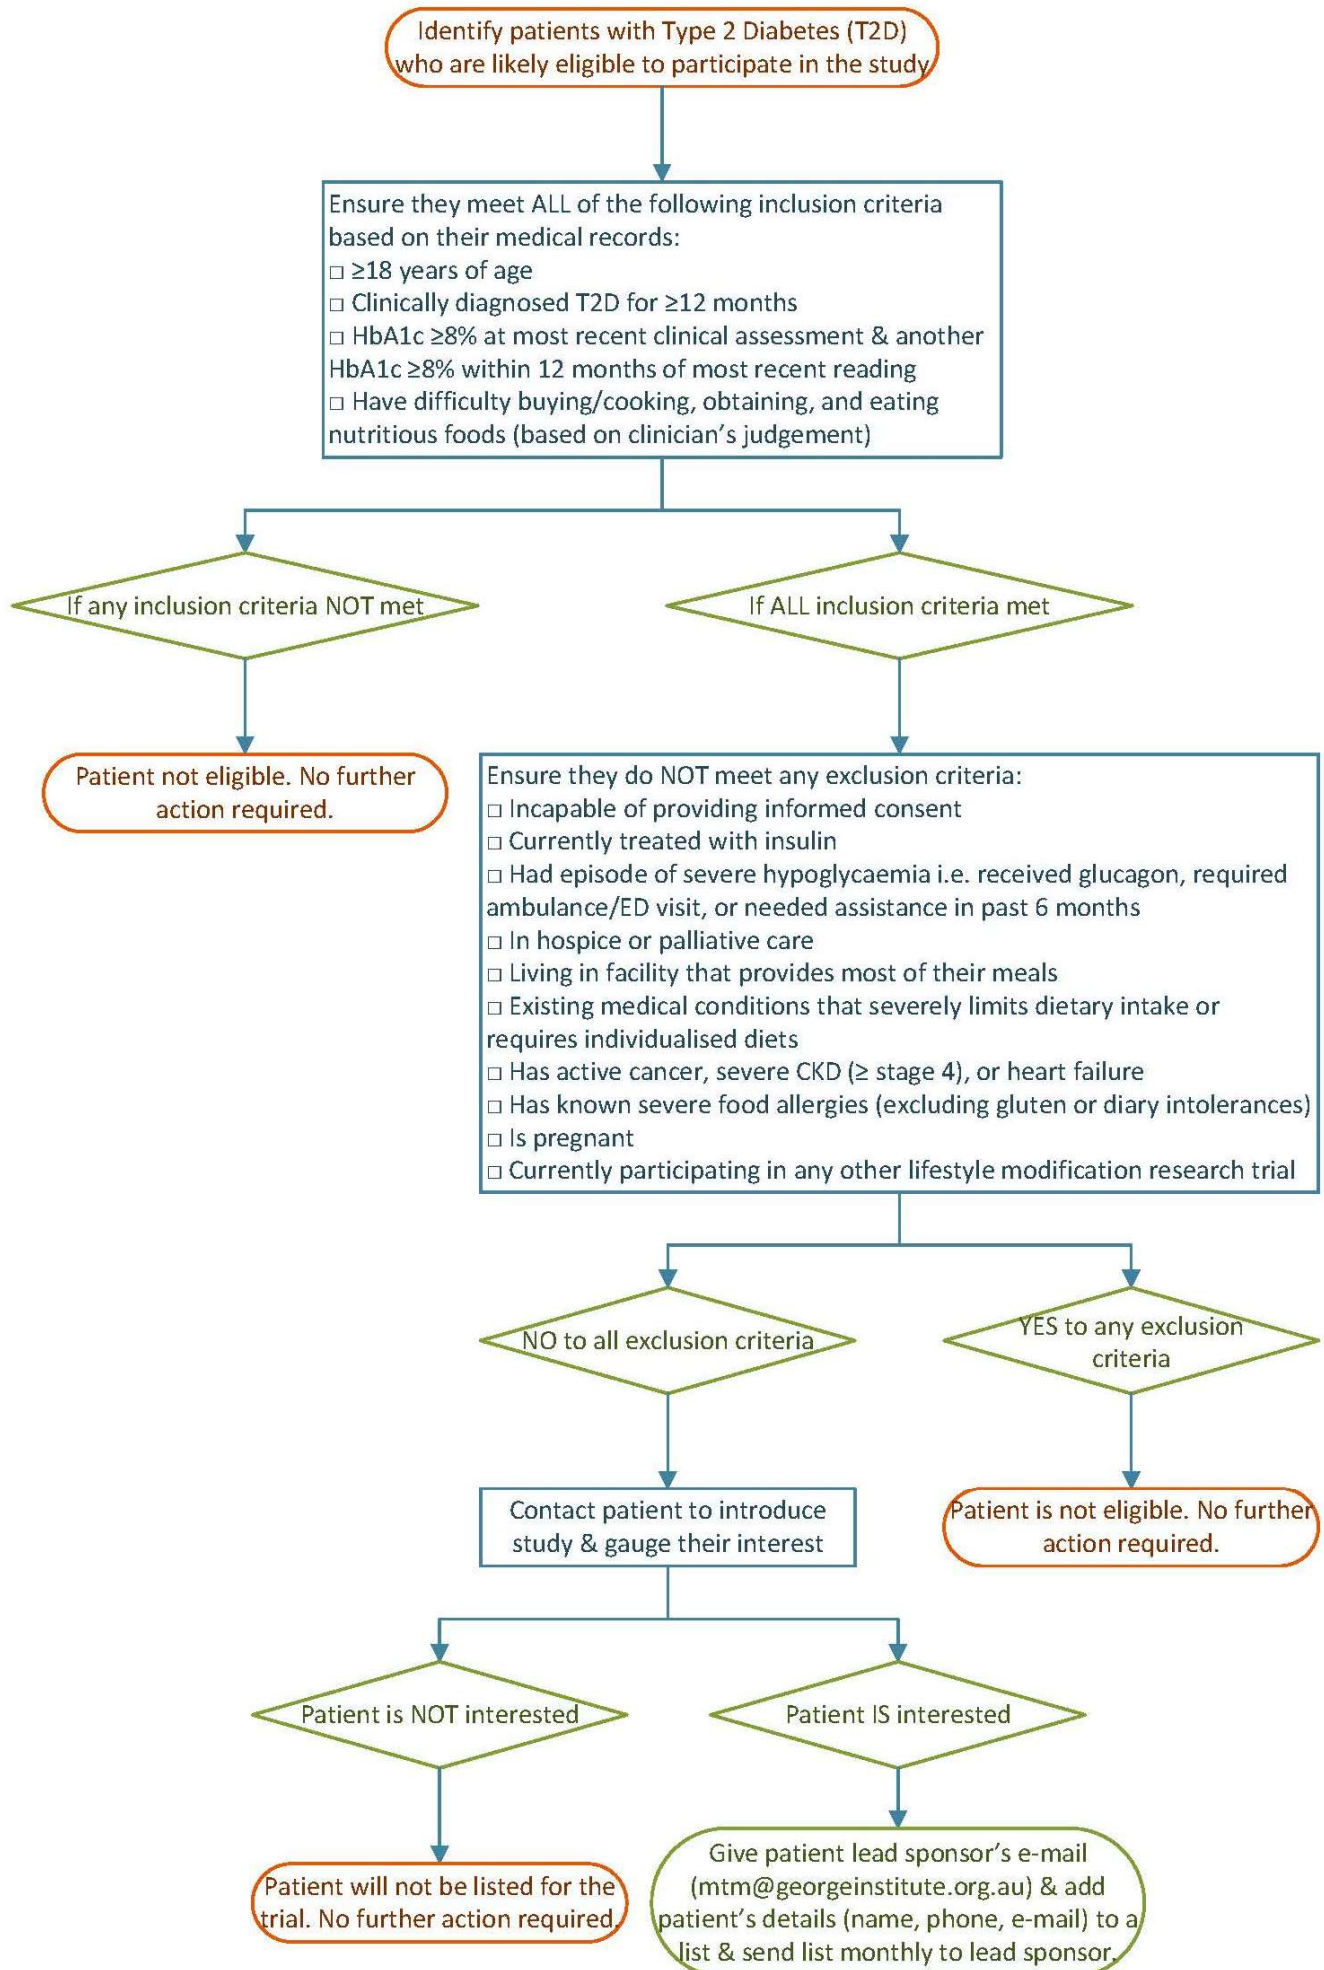 Identify patients with Type 2 Diabetes (T2D)
who are likely eligible to participate in the study
Ensure they meet ALL of the following inclusion criteria
based on their medical records:
□ ≥18 years of age
□ Clinically diagnosed T2D for ≥12 months
□ HbA1c ≥8% at most recent clinical assessment & another
HbA1c ≥8% within 12 months of most recent reading
□ Have difficulty buying/cooking, obtaining, and eating
nutritious foods (based on clinician's judgement)
If any inclusion criteria NOT met
If ALL inclusion criteria met
Patient not eligible. No further
action required.
Ensure they do NOT meet any exclusion criteria:
□ Incapable of providing informed consent
□ Currently treated with insulin
□ Had episode of severe hypoglycaemia i.e. received glucagon, required
ambulance/ED visit, or needed assistance in past 6 months
□ In hospice or palliative care
□ Living in facility that provides most of their meals
□ Existing medical conditions that severely limits dietary intake or
requires individualised diets
□ Has active cancer, severe CKD (≥ stage 4), or heart failure
□ Has known severe food allergies (excluding gluten or diary intolerances)
□ Is pregnant
□ Currently participating in any other lifestyle modification research trial
NO to all exclusion criteria
YES to any exclusion
criteria
Contact patient to introduce
study & gauge their interest
Patient is not eligible. No further
action required.
Patient is NOT interested
Patient IS interested
Patient will not be listed for the
trial. No further action required.
Give patient lead sponsor's e-mail
(mtm@georgeinstitute.org.au) & add
patient's details (name, phone, e-mail) to a
list & send list monthly to lead sponsor.